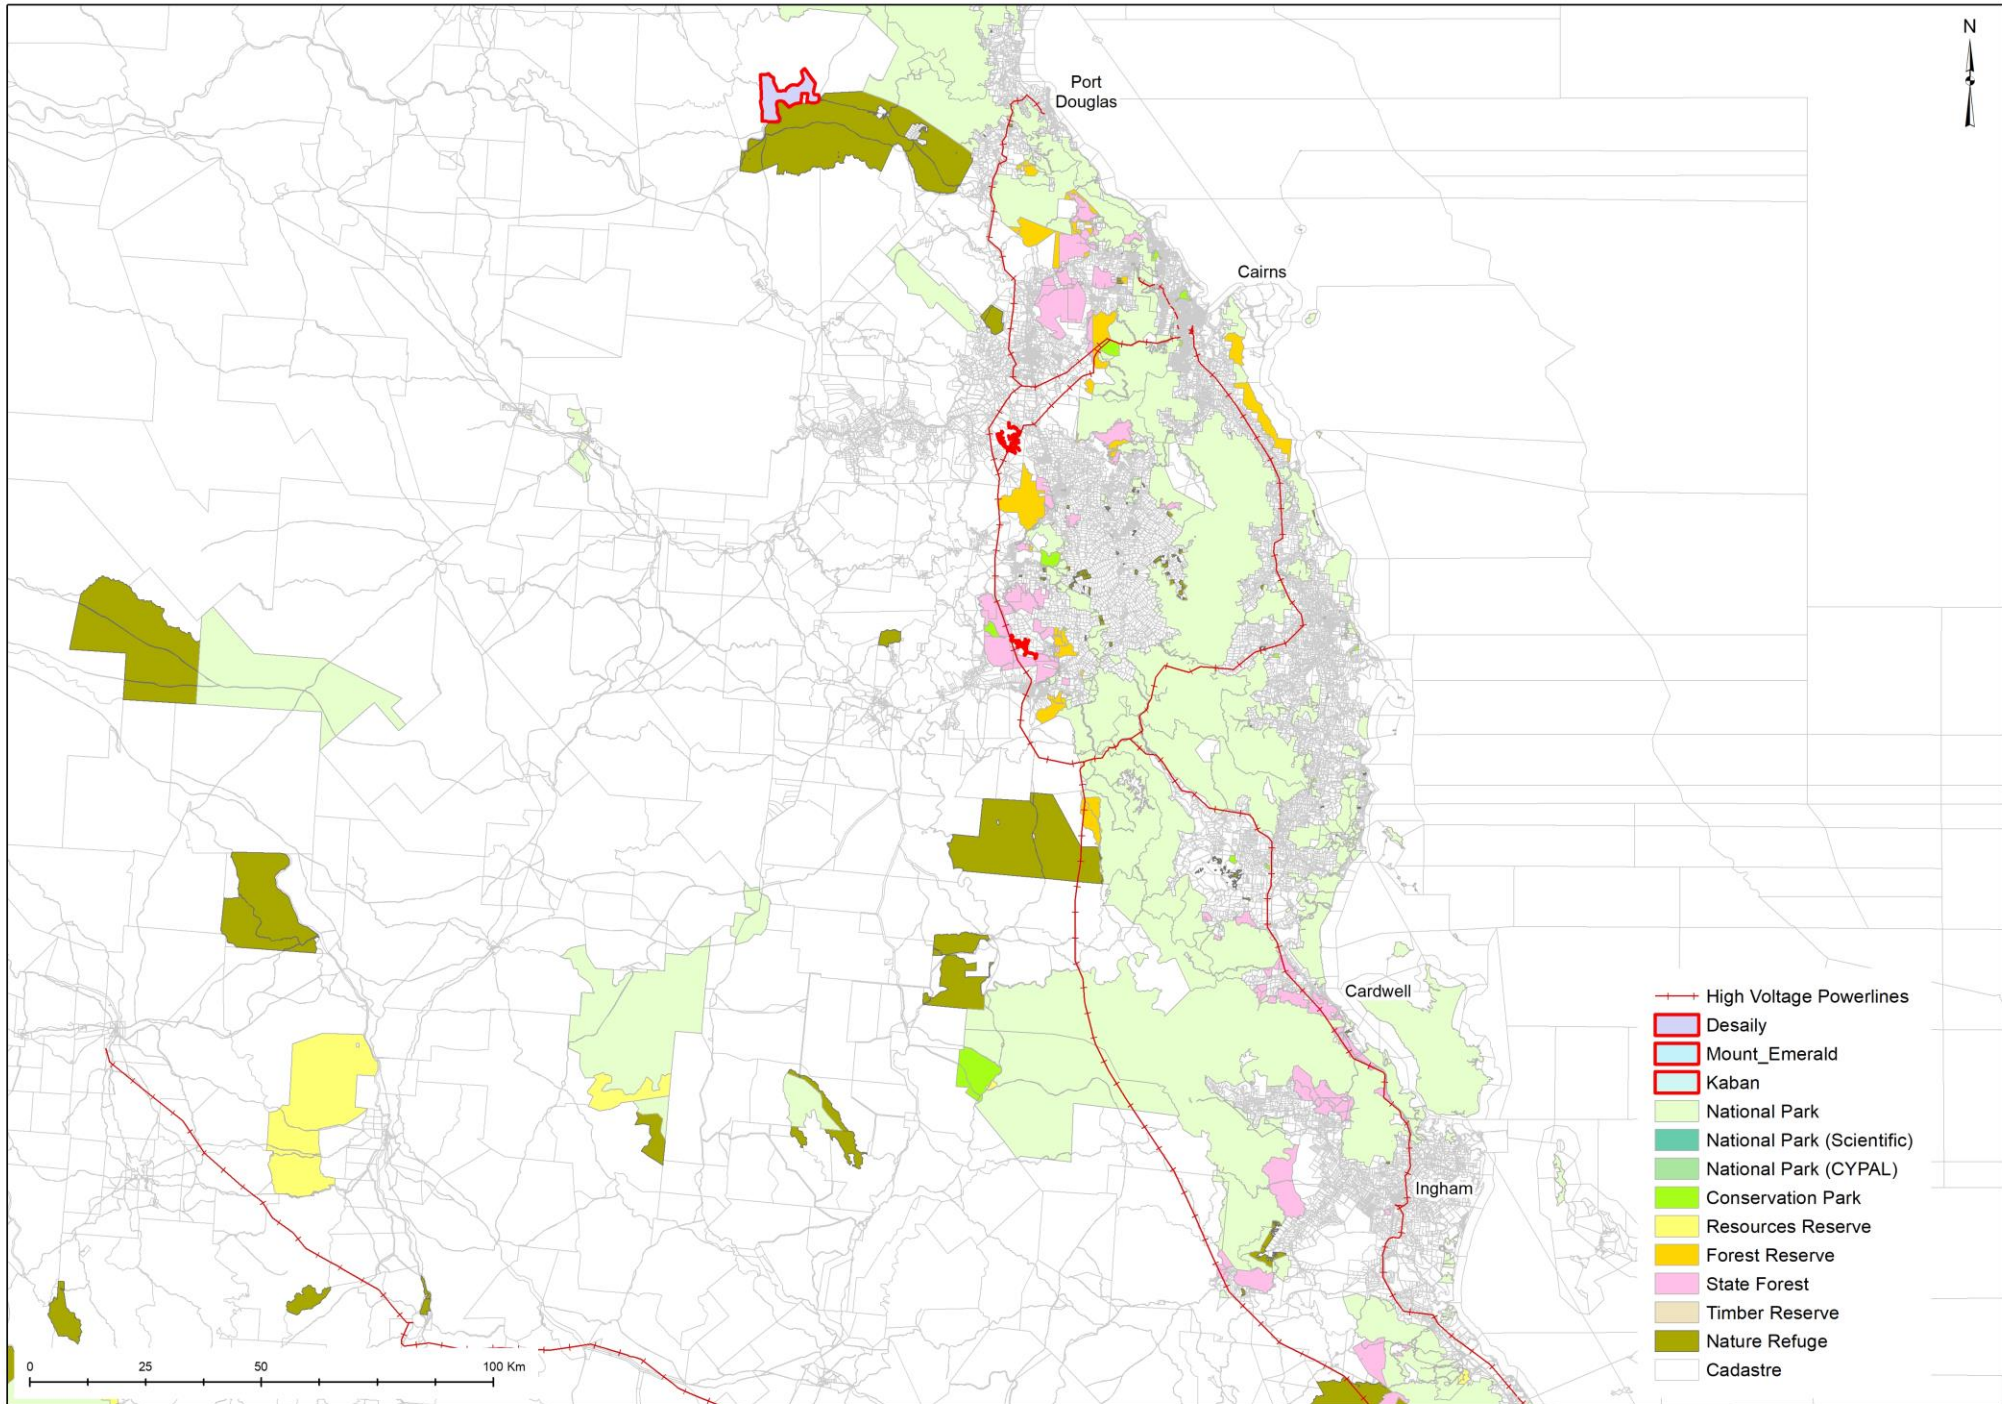 N
Port
Douglas
Cairns
Cardwell
Ingham
High Voltage Powerlines
Desaily
Mount_Emerald
Kaban
National Park
National Park (Scientific)
National Park (CYPAL)
Conservation Park
Resources Reserve
Forest Reserve
State Forest
Timber Reserve
Nature Refuge
Cadastre
0 25 50 100 Km